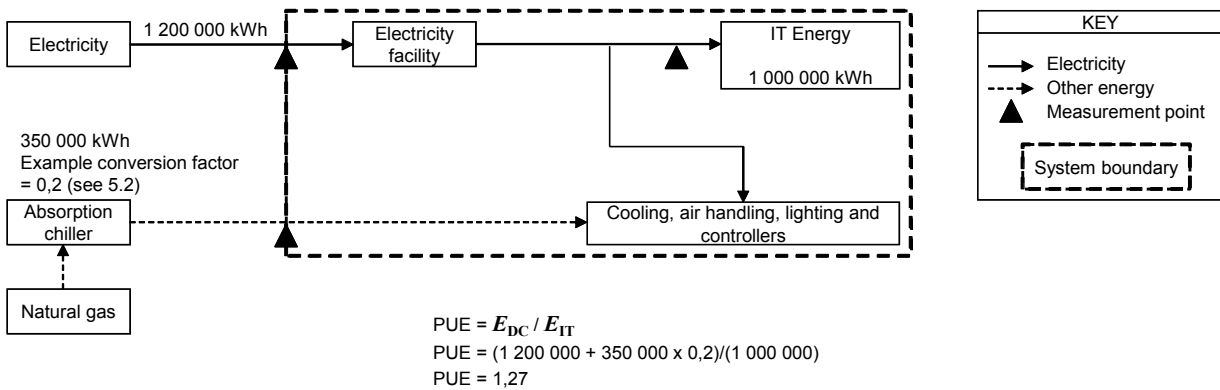 1 200 000 kWh
Electricity
Electricity
facility
IT Energy
1 000 000 kWh
350 000 kWh
Example conversion factor
= 0,2 (see 5.2)
Absorption
chiller
Cooling, air handling, lighting and
controllers
Natural gas
KEY
Electricity
Other energy
Measurement point
System boundary
PUE = E_DC / E_IT
PUE = (1 200 000 + 350 000 x 0,2)/(1 000 000)
PUE = 1,27